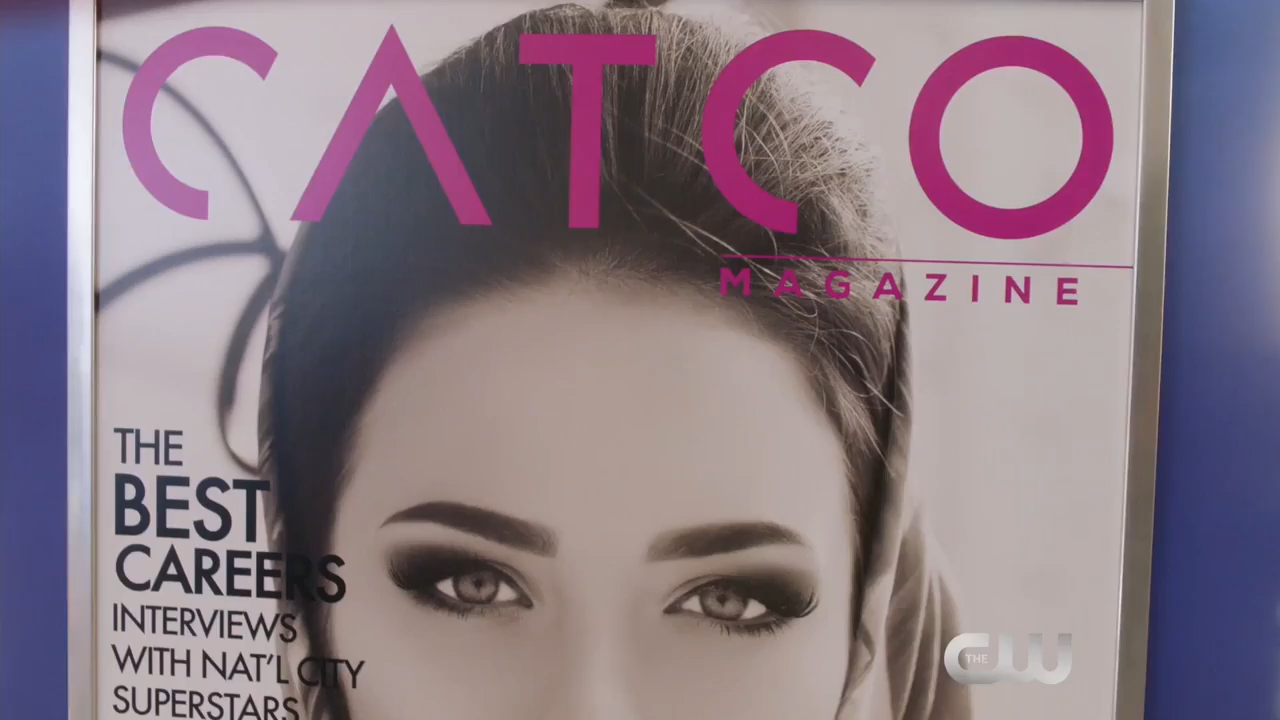 CATCO
MAGAZINE
THE
BEST
CAREERS
INTERVIEWS
WITH NAT'L CITY
SUPERSTARS
THE CW